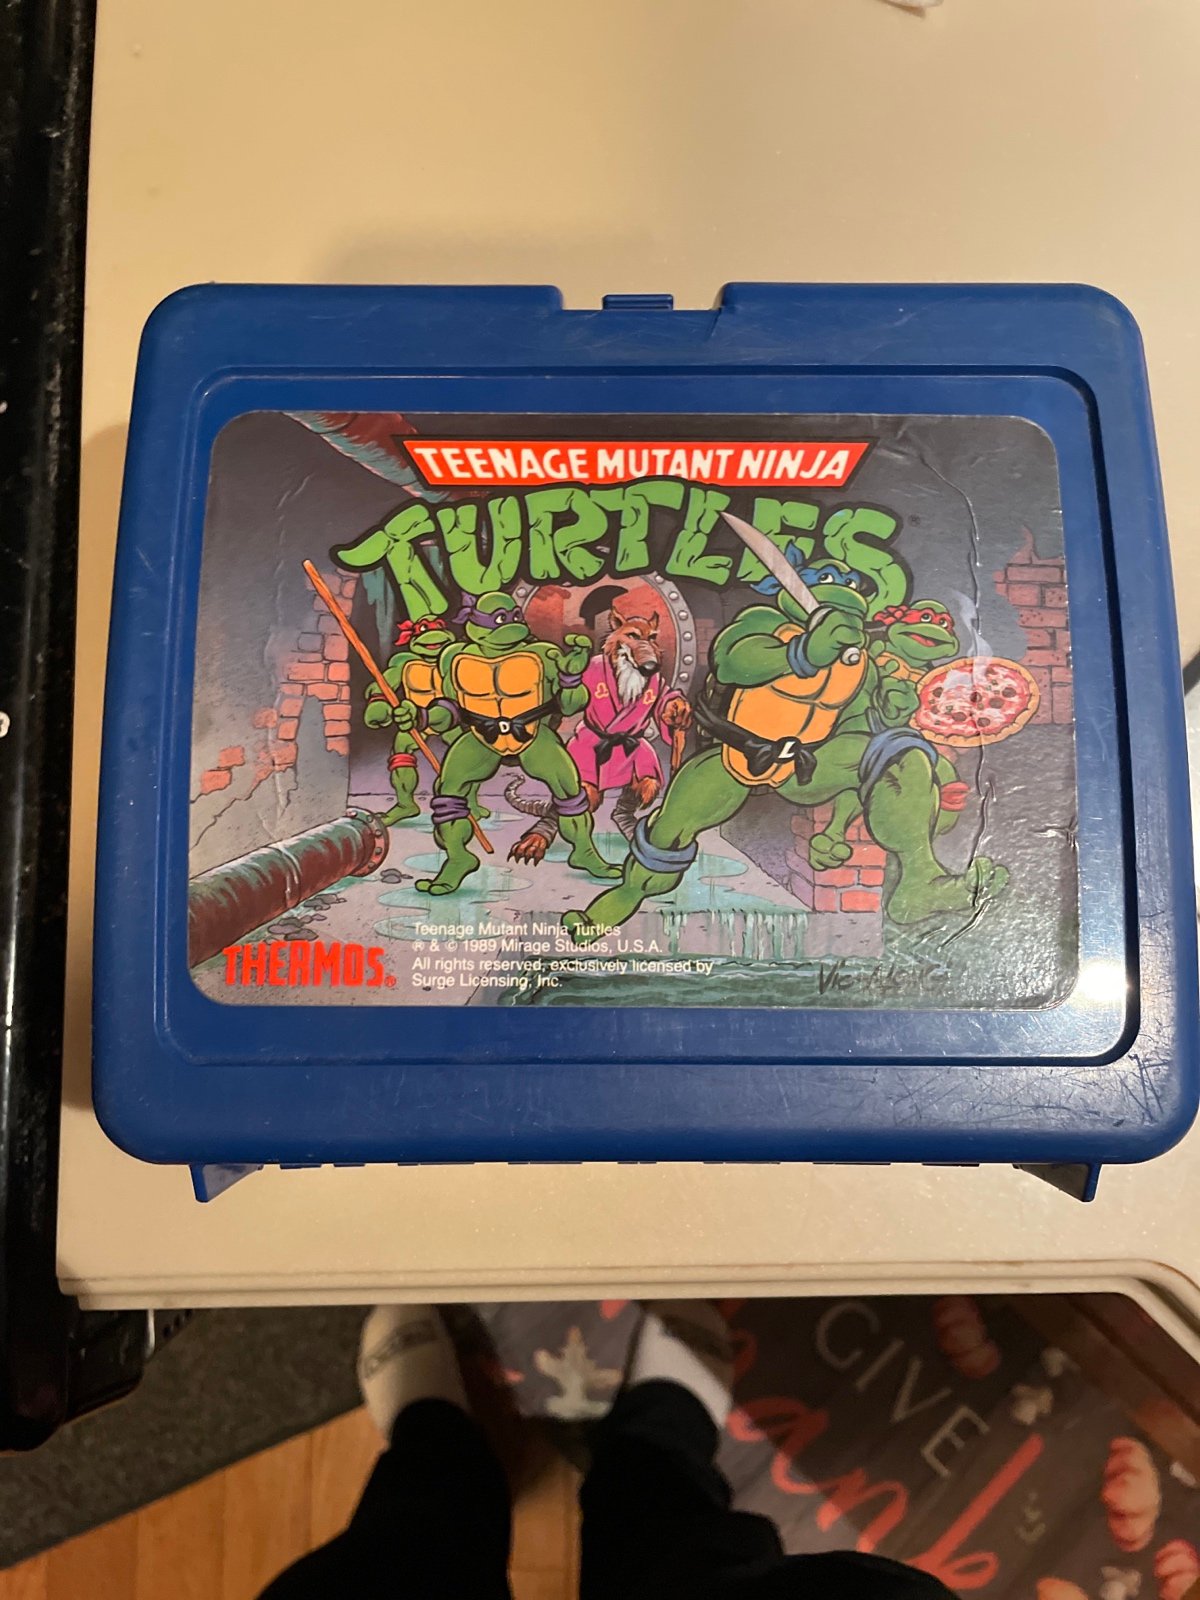 TEENAGE MUTANT NINJA
TURTLES®
D
L
THERMOS®
Teenage Mutant Ninja Turtles
® & © 1989 Mirage Studios, U.S.A.
All rights reserved, exclusively licensed by
Surge Licensing, Inc.
GIVE